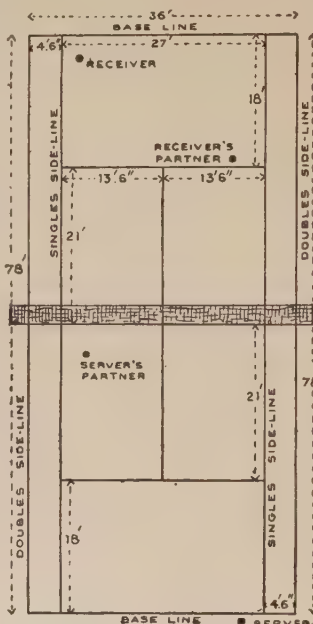 36'
BASE LINE
4'6" 27'
RECEIVER
18'
RECEIVER'S
PARTNER
SINGLES SIDE-LINE
DOUBLES SIDE-LINE
13'6" 13'6"
21'
78'
78'
SERVER'S
PARTNER
21'
DOUBLES SIDE-LINE
SINGLES SIDE-LINE
18'
4'6"
BASE LINE
SERVER